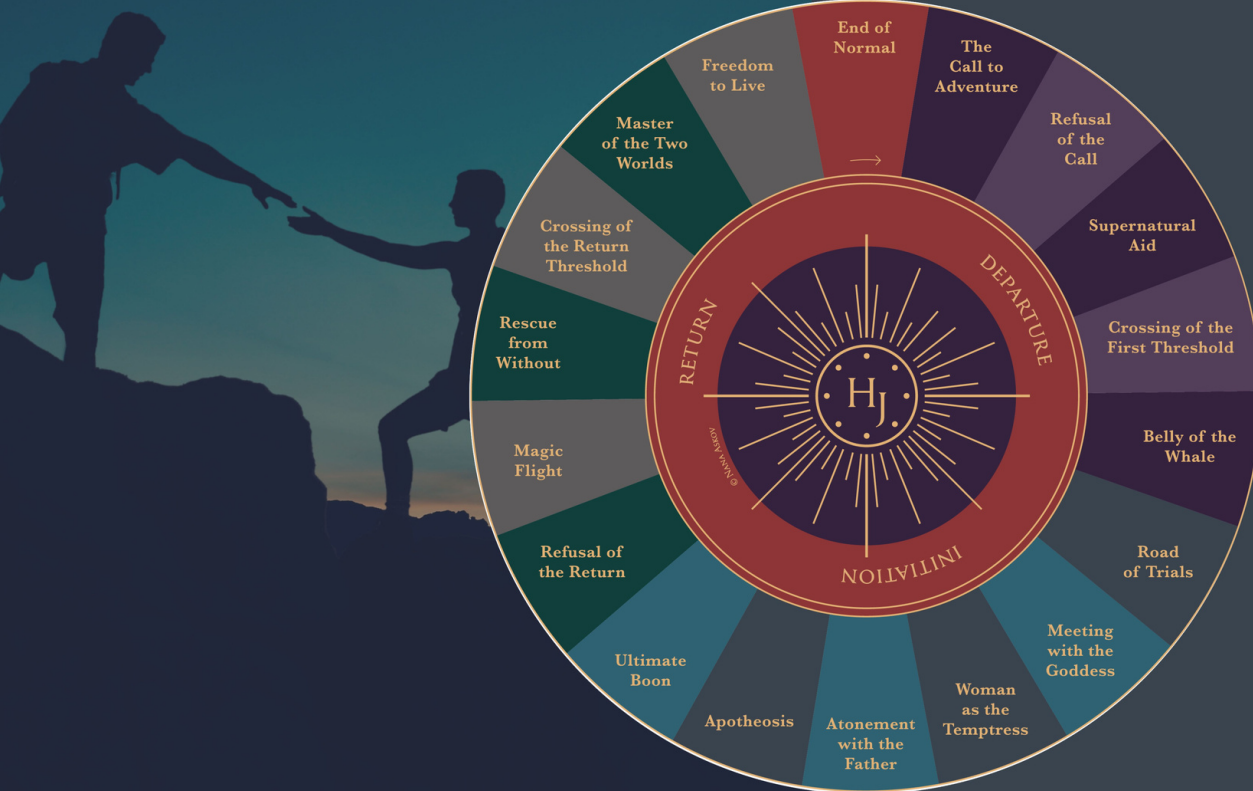 End of
Normal
The
Call to
Adventure
Refusal
of the
Call
Supernatural
Aid
Crossing of the
First Threshold
Belly of the
Whale
Road
of Trials
Meeting
with the
Goddess
Woman
as the
Temptress
Atonement
with the
Father
Apotheosis
Ultimate
Boon
Refusal of
the Return
Magic
Flight
Rescue
from
Without
Crossing of
the Return
Threshold
Master
of the Two
Worlds
Freedom
to Live
DEPARTURE
INITIATION
RETURN
HJ
© NANA ASKOV